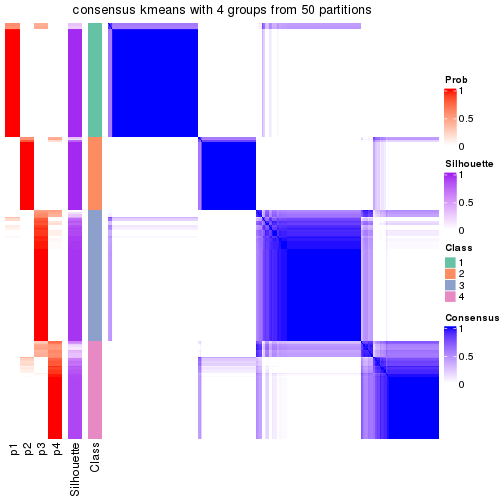 consensus kmeans with 4 groups from 50 partitions
Prob
1
0.5
0
Silhouette
1
0.5
0
Class
1
2
3
4
Consensus
1
0.5
0
p1
p2
p3
p4
Silhouette
Class